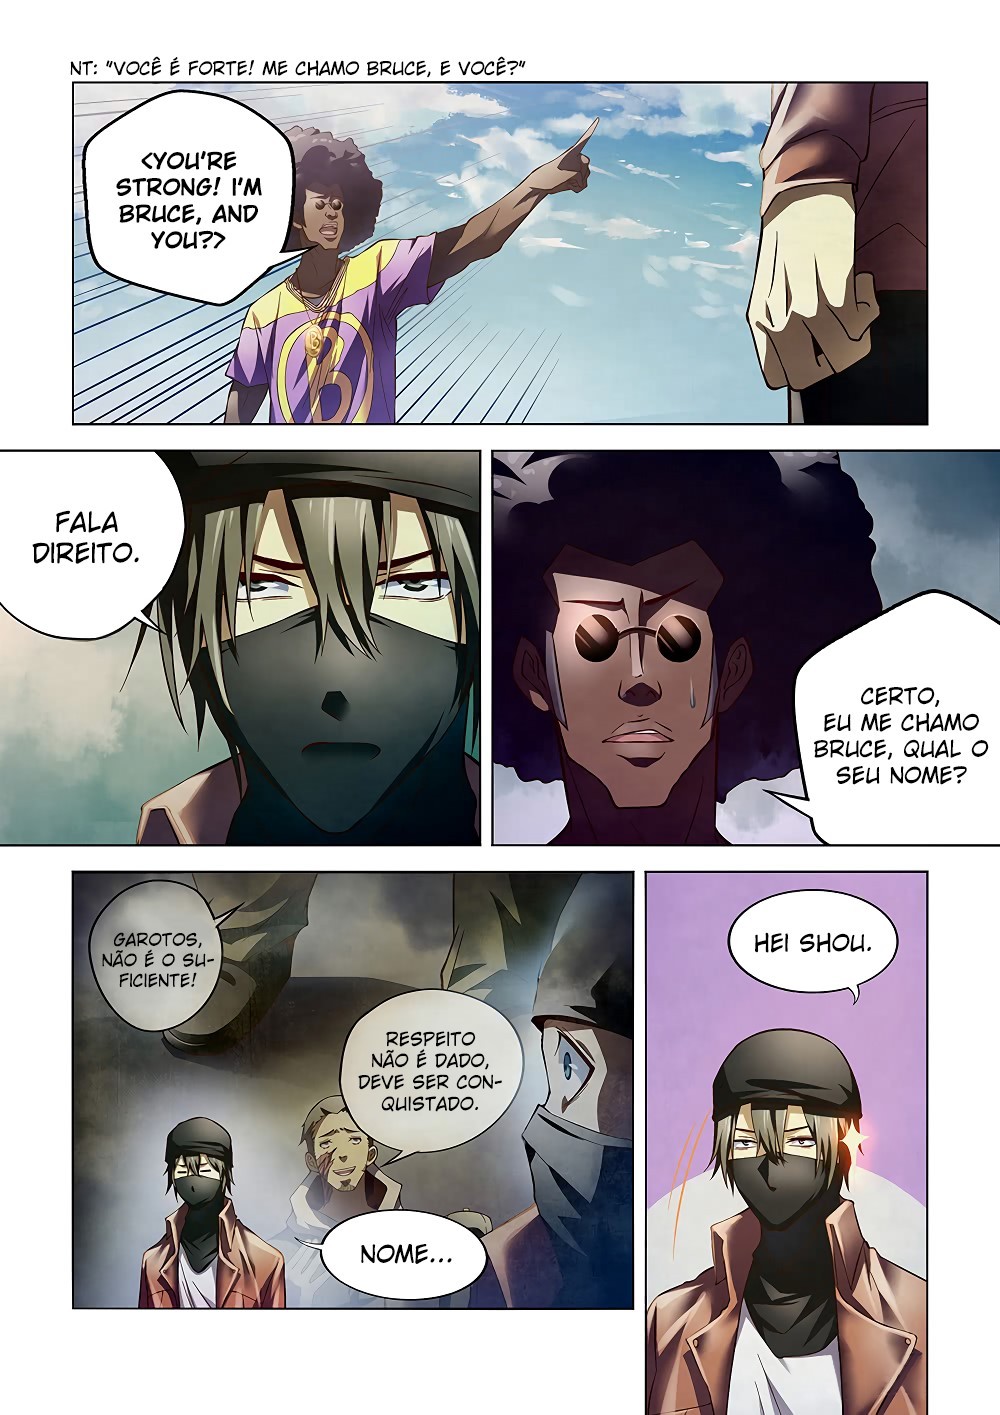 NT: "VOCÊ É FORTE! ME CHAMO BRUCE, E VOCÊ?"
<YOU'RE
STRONG! I'M
BRUCE, AND
YOU?>
FALA
DIREITO.
CERTO,
EU ME CHAMO
BRUCE, QUAL O
SEU NOME?
GAROTOS,
NÃO É O SU-
FICIENTE!
RESPEITO
NÃO É DADO,
DEVE SER CON-
QUISTADO.
NOME...
HEI SHOU.